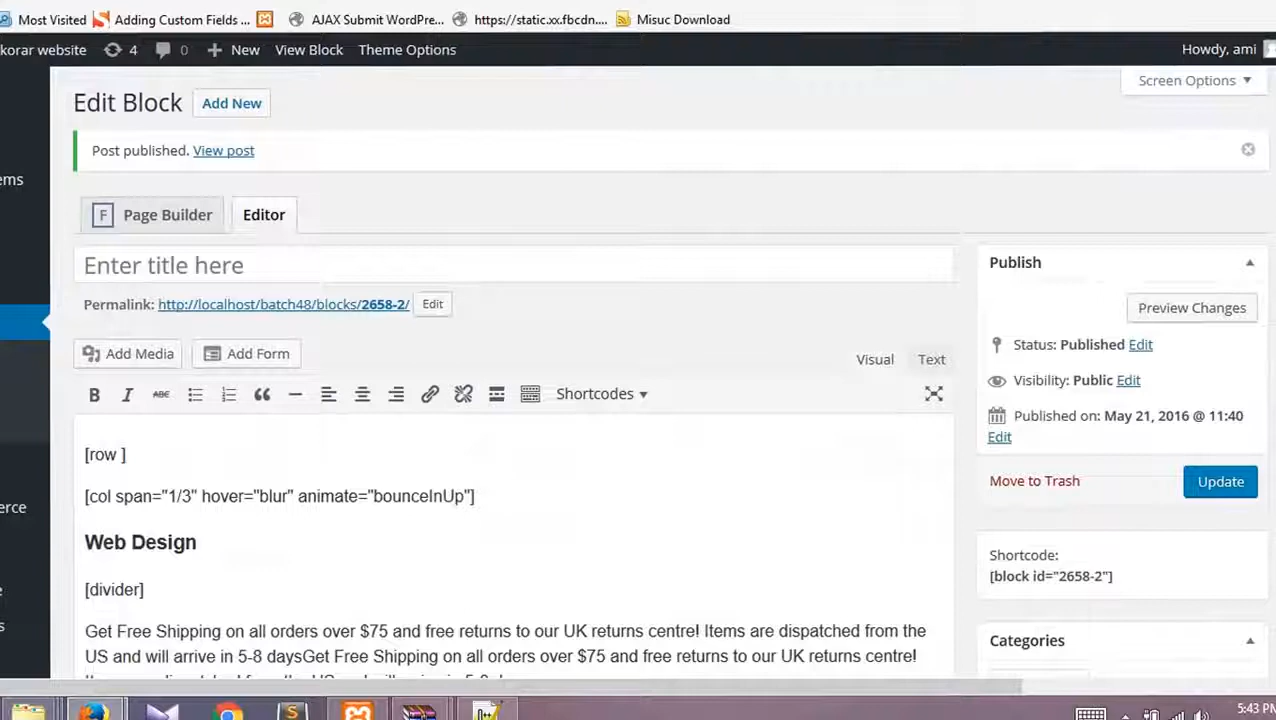 Most Visited Adding Custom Fields ... AJAX Submit WordPre... https://static.xx.fbcdn.... Misuc Download
korar website 4 0 New View Block Theme Options Howdy, ami
Screen Options
Edit Block Add New
Post published. View post
ems
F Page Builder Editor
Enter title here
Publish
Permalink: http://localhost/batch48/blocks/2658-2/ Edit
Preview Changes
Add Media Add Form Visual Text
Status: Published Edit
Visibility: Public Edit
B I ABC Shortcodes
Published on: May 21, 2016 @ 11:40
Edit
[row ]
Move to Trash Update
[col span="1/3" hover="blur" animate="bounceInUp"]
erce
Web Design
Shortcode:
[block id="2658-2"]
[divider]
e
s
Get Free Shipping on all orders over $75 and free returns to our UK returns centre! Items are dispatched from the
US and will arrive in 5-8 daysGet Free Shipping on all orders over $75 and free returns to our UK returns centre!
Categories
5:43 PM